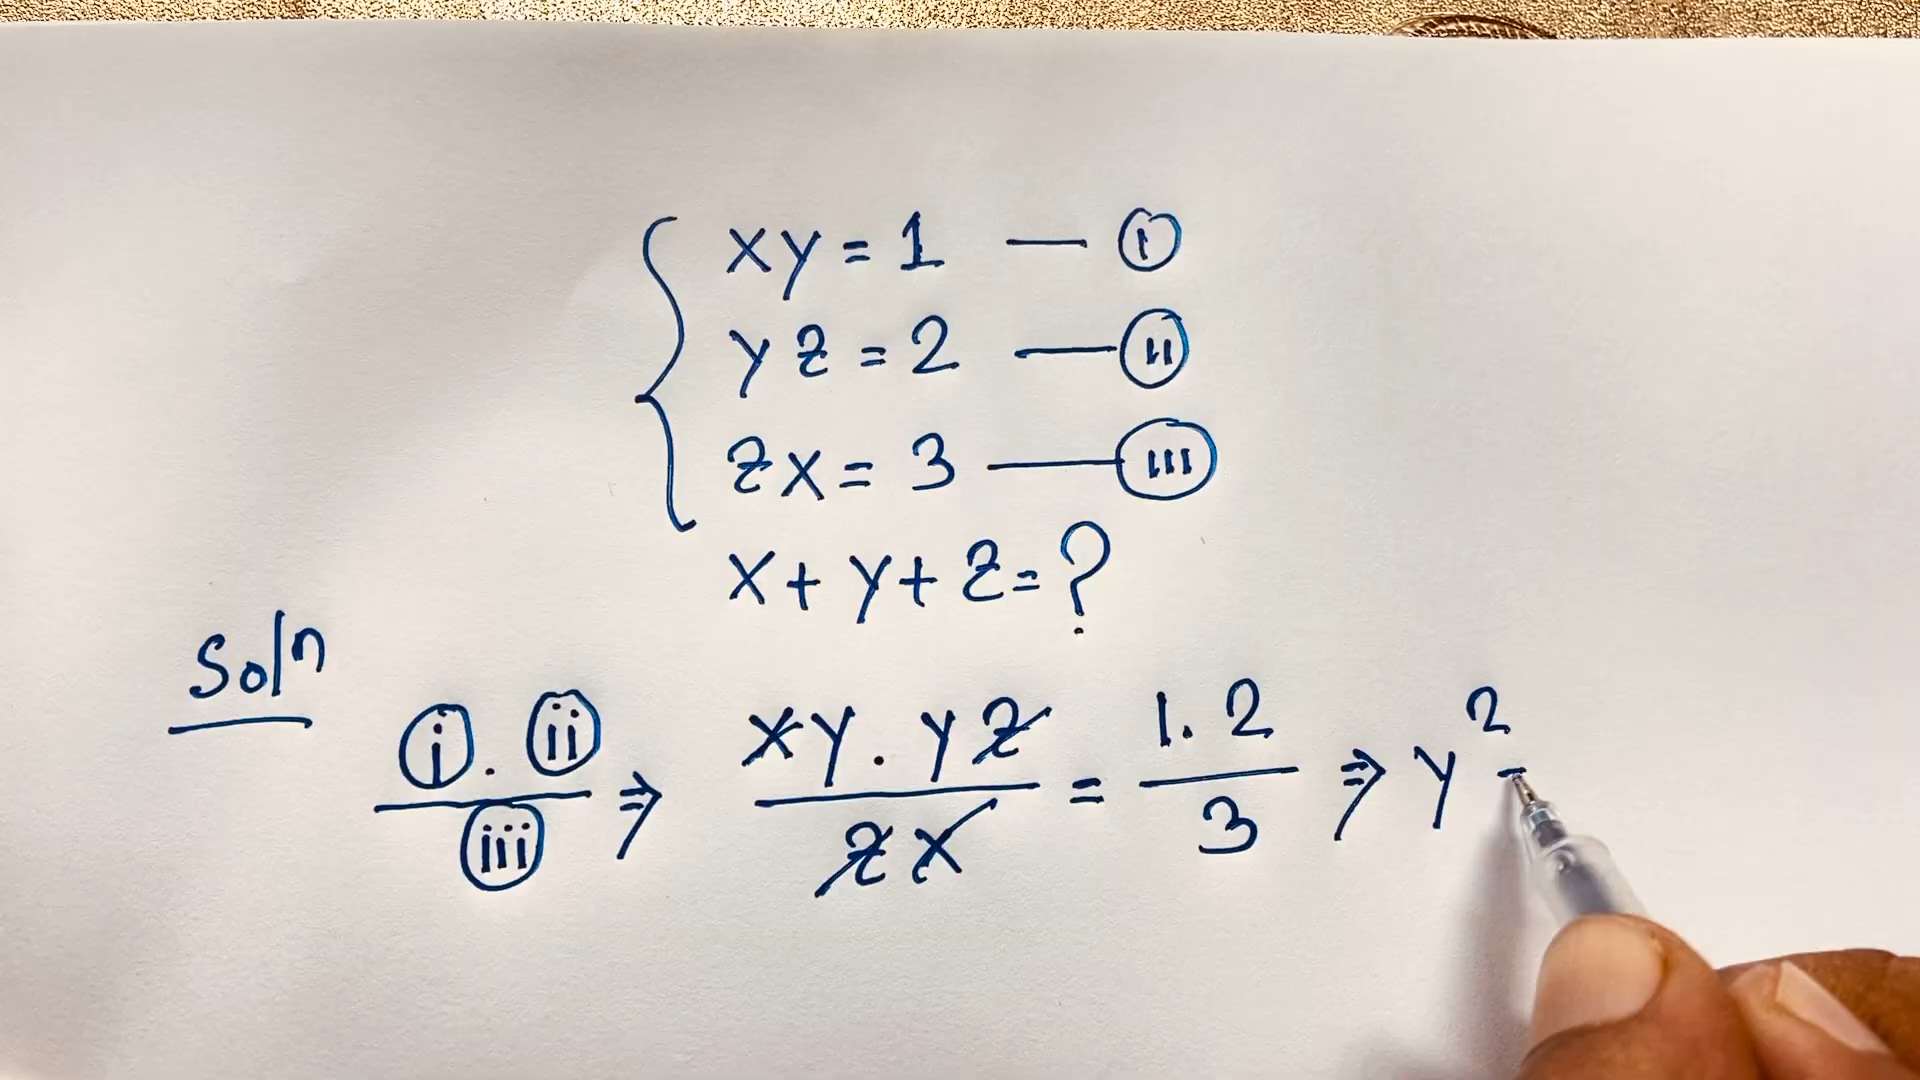 xy = 1 — (i)
yz = 2 — (ii)
zx = 3 — (iii)
x + y + z = ?
Soln
(i) . (ii) / (iii) ⇒ xy . yz / zx = 1 . 2 / 3 ⇒ y² =